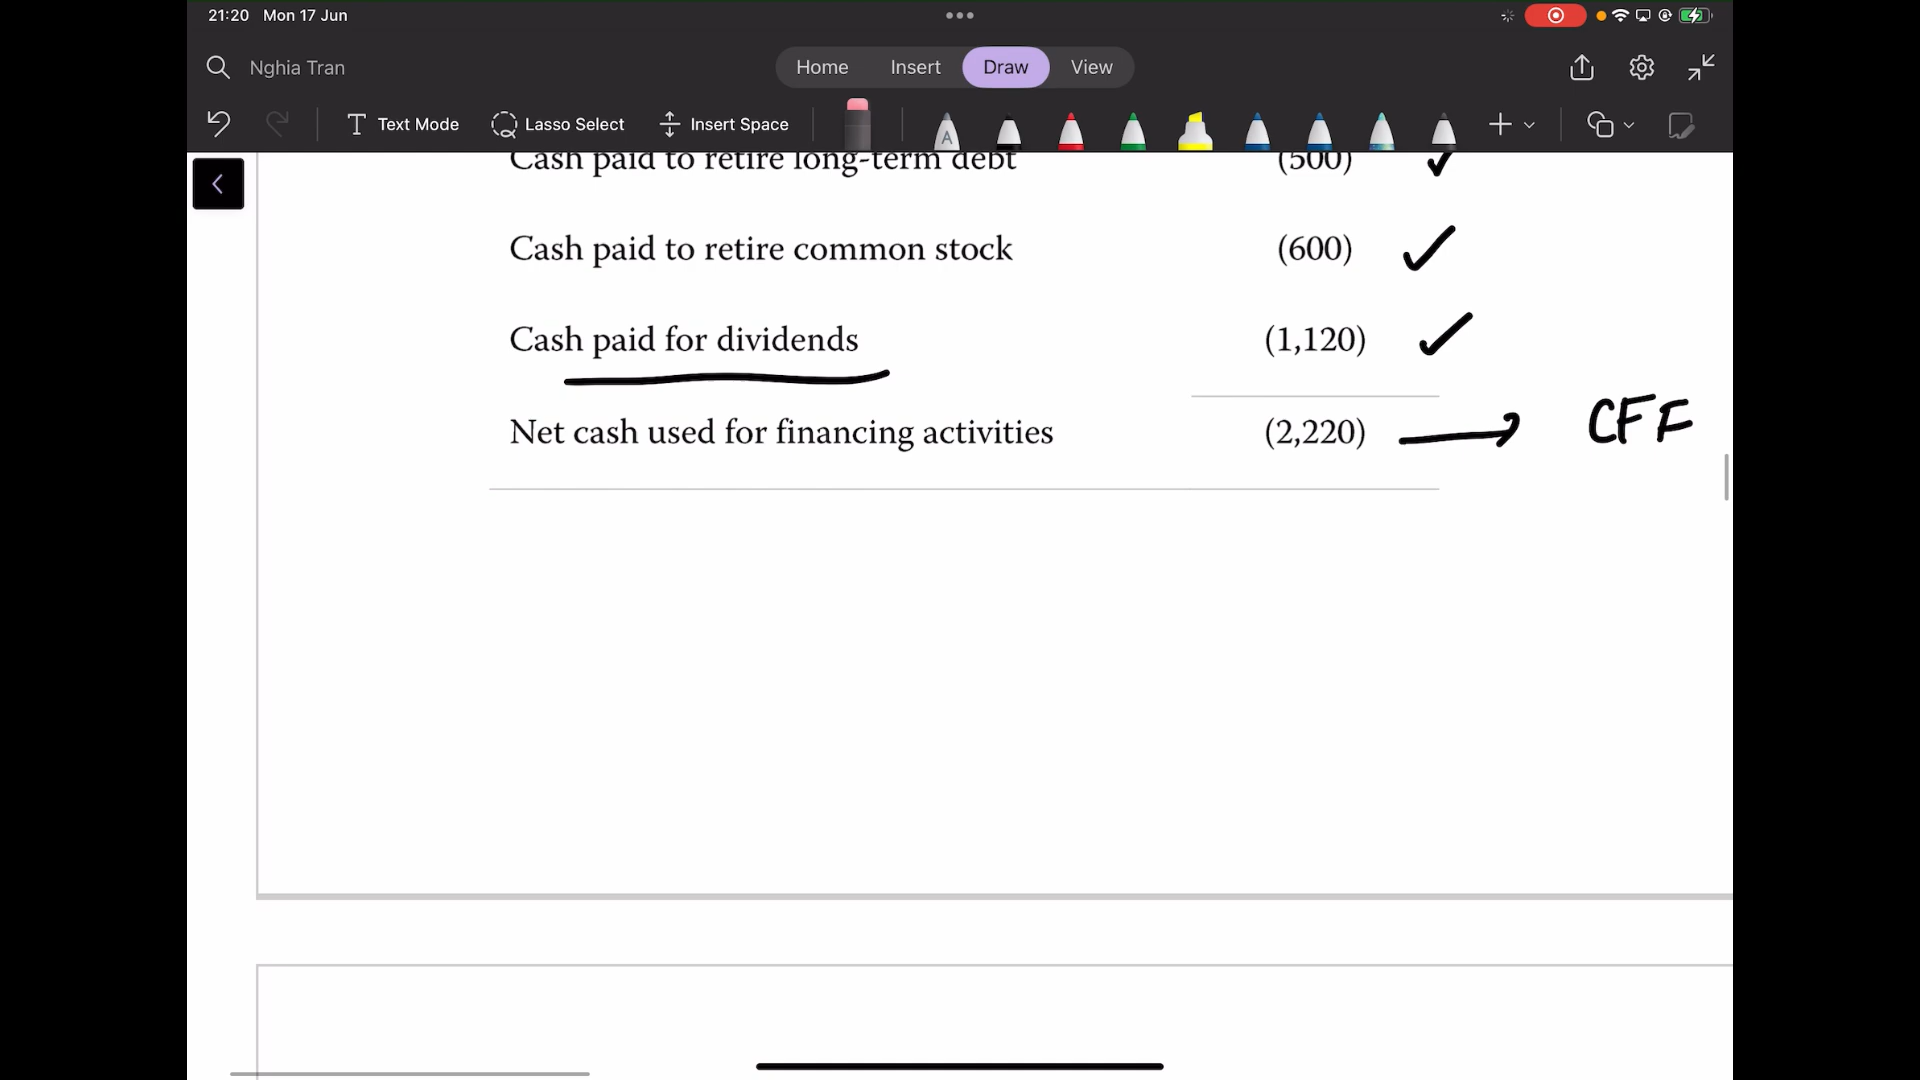 21:20 Mon 17 Jun
Nghia Tran
Home Insert Draw View
Text Mode Lasso Select Insert Space A
Cash paid to retire long-term debt (500)
Cash paid to retire common stock (600)
Cash paid for dividends (1,120)
Net cash used for financing activities (2,220) CFF